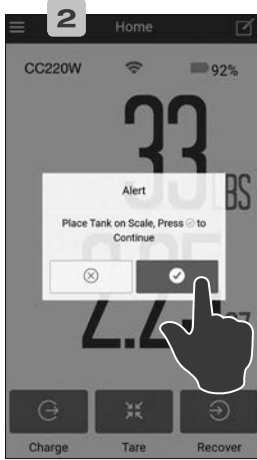 2
Home
CC220W 92%
33
LBS
Alert
Place Tank on Scale, Press to
Continue
Charge Tare Recover